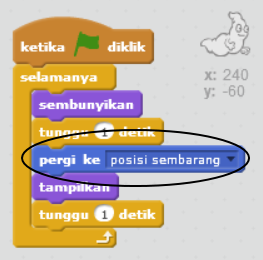 ketika diklik
selamanya
x: 240
y: -60
sembunyikan
tunggu 1 detik
pergi ke posisi sembarang
tampilkan
tunggu 1 detik